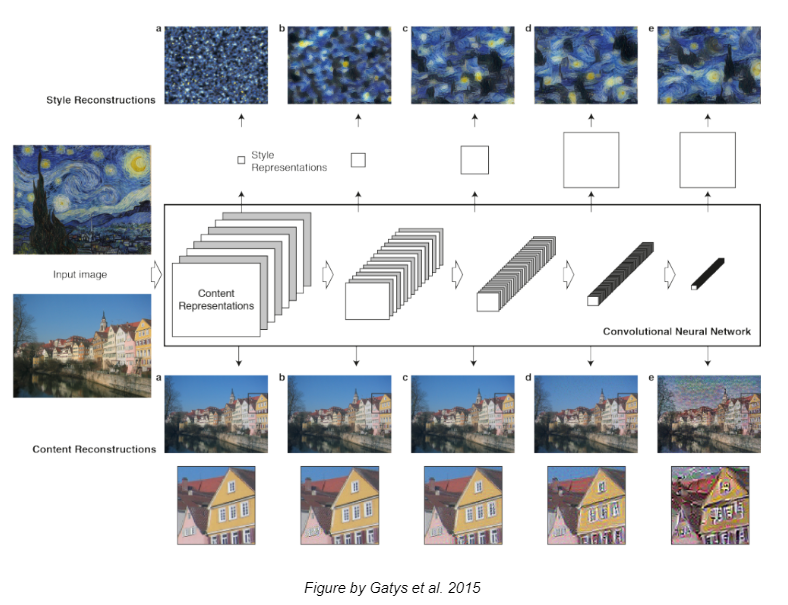 a b c d e
Style Reconstructions
Style
Representations
Input image
Content
Representations
Convolutional Neural Network
a b c d e
Content Reconstructions
Figure by Gatys et al. 2015